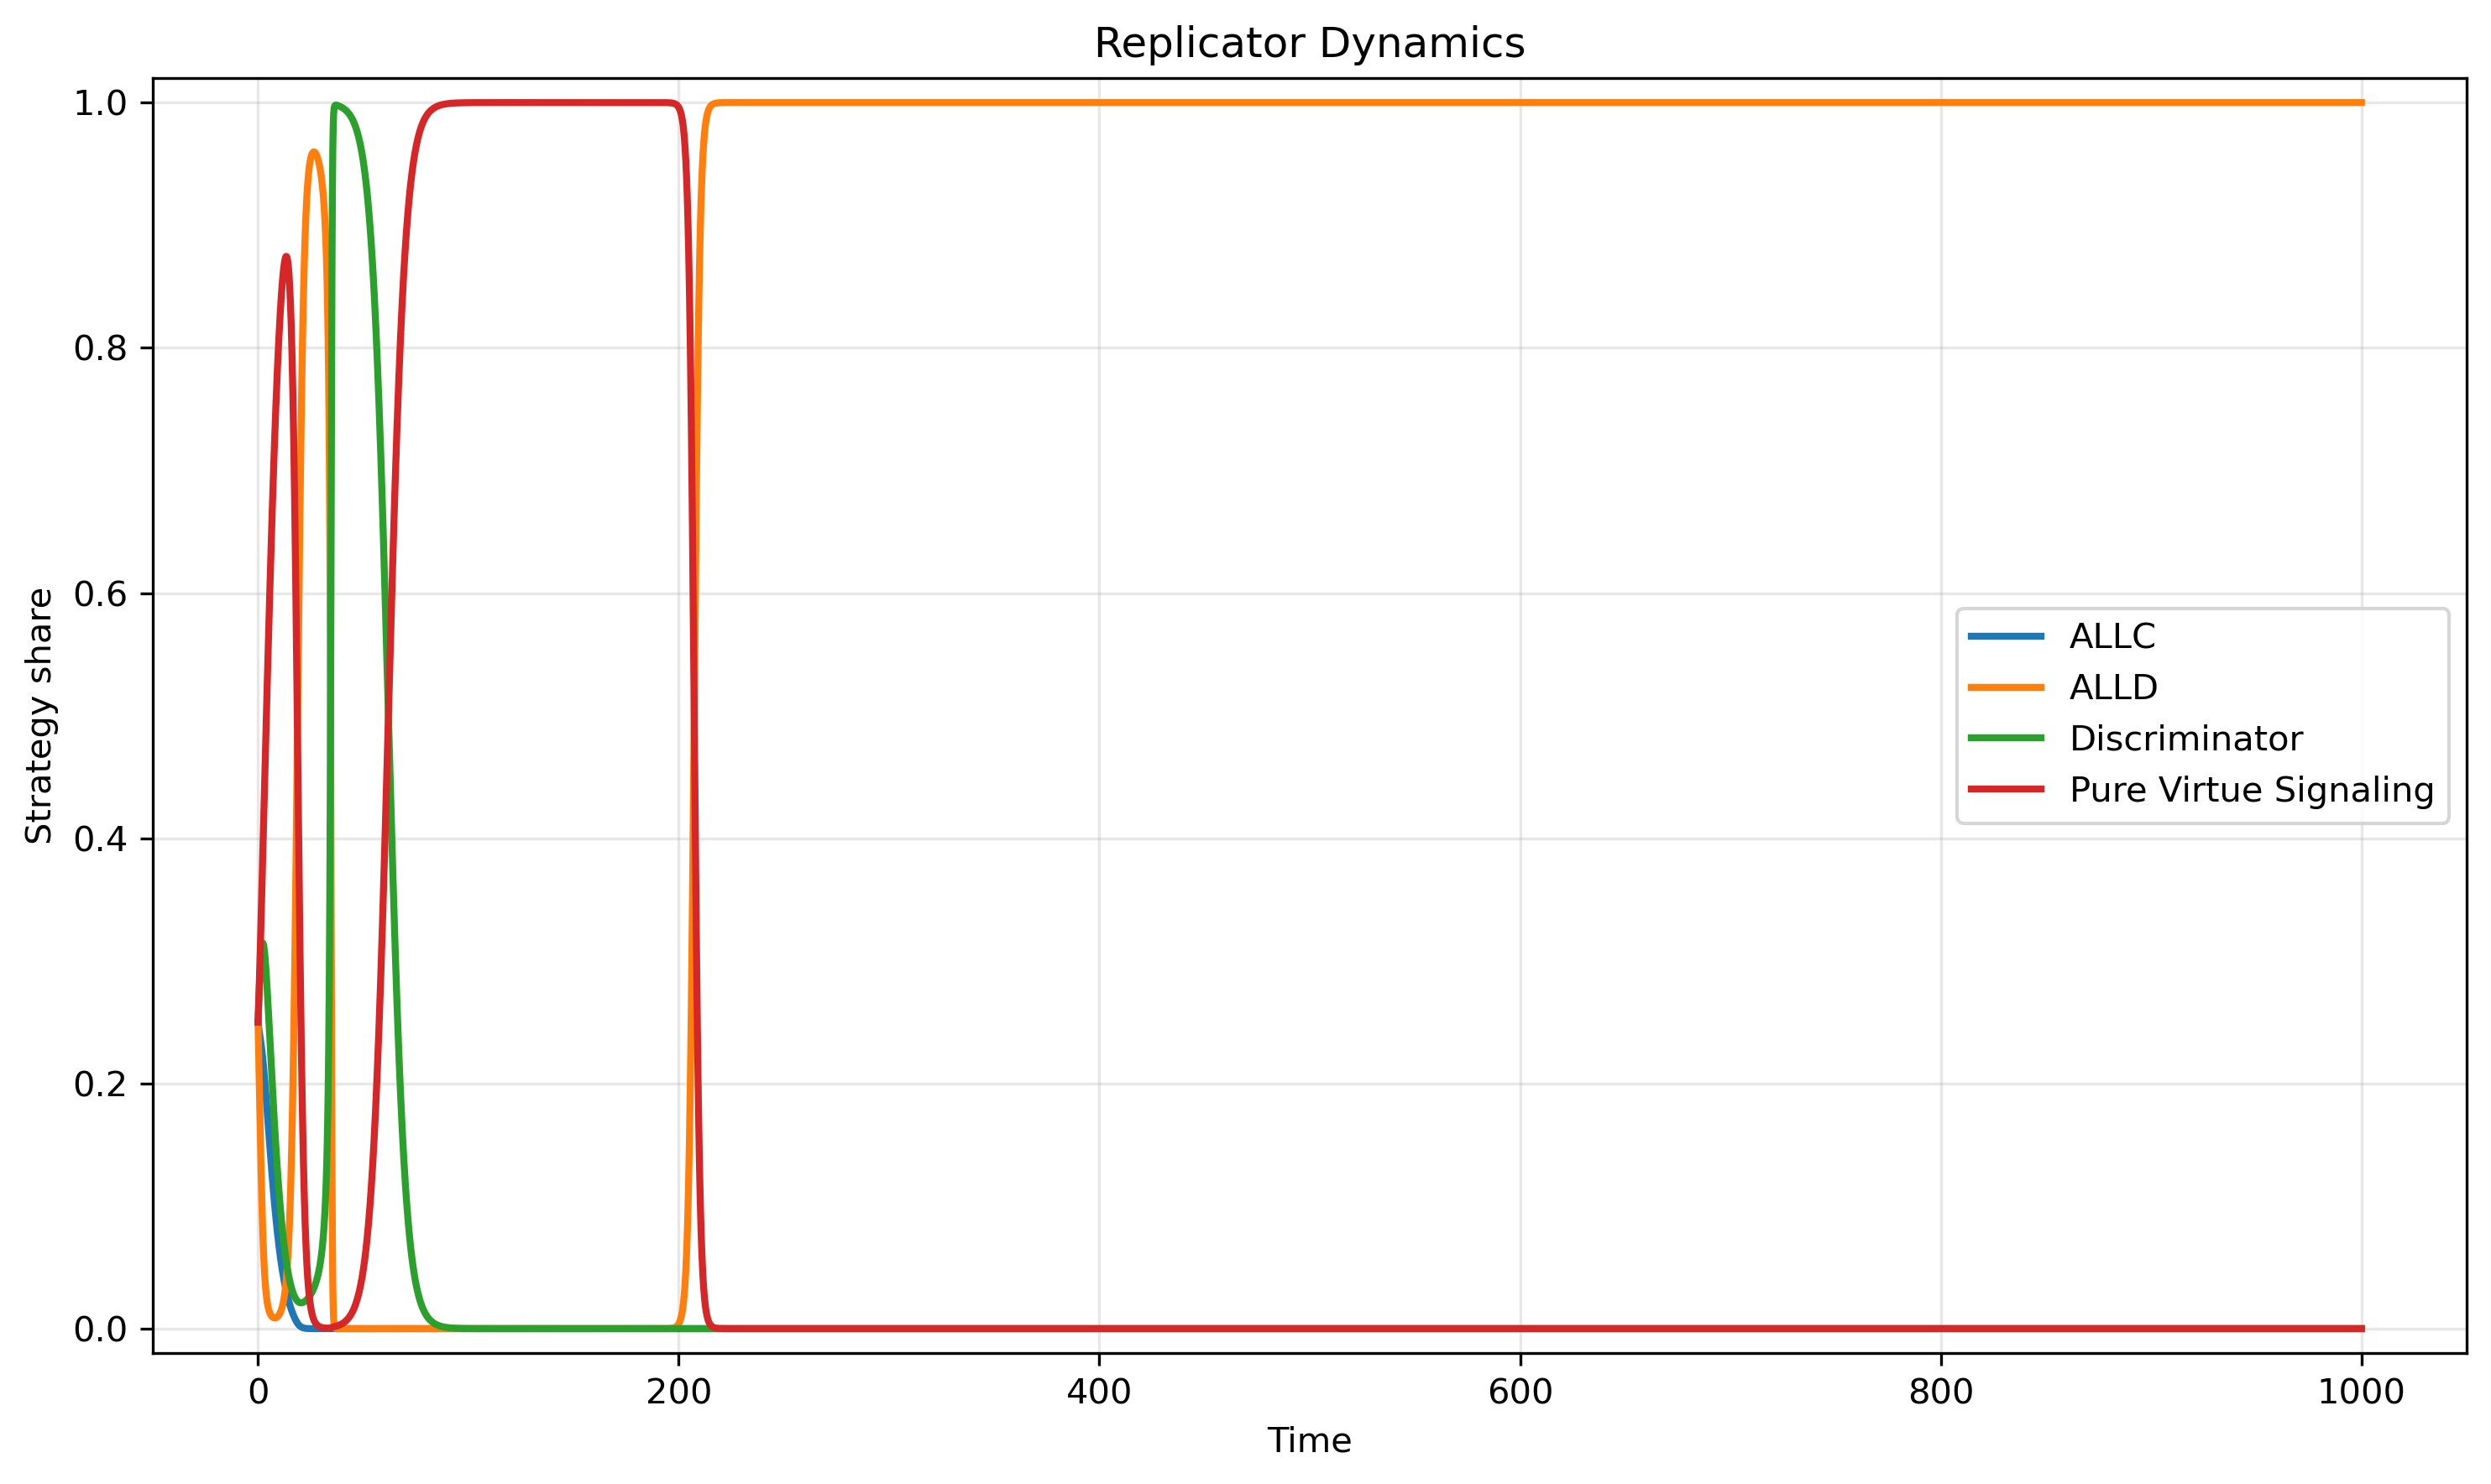 Replicator Dynamics
1.0
0.8
0.6
0.4
0.2
0.0
Strategy share
ALLC
ALLD
Discriminator
Pure Virtue Signaling
0 200 400 600 800 1000
Time